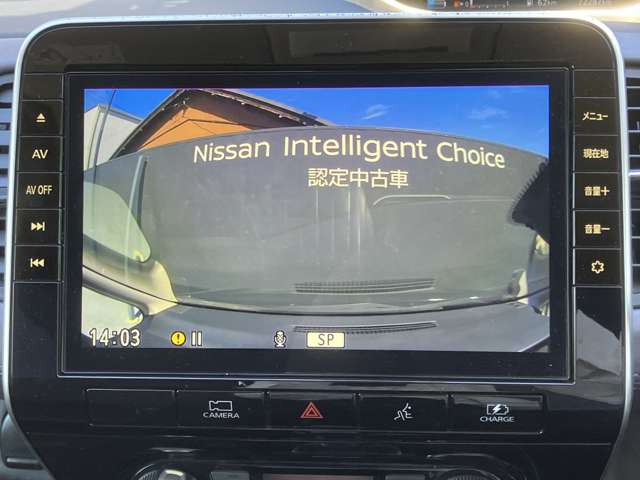 62km
AV
AV OFF
メニュー
現在地
音量＋
音量－
Nissan Intelligent Choice
認定中古車
14:03
SP
CAMERA
CHARGE